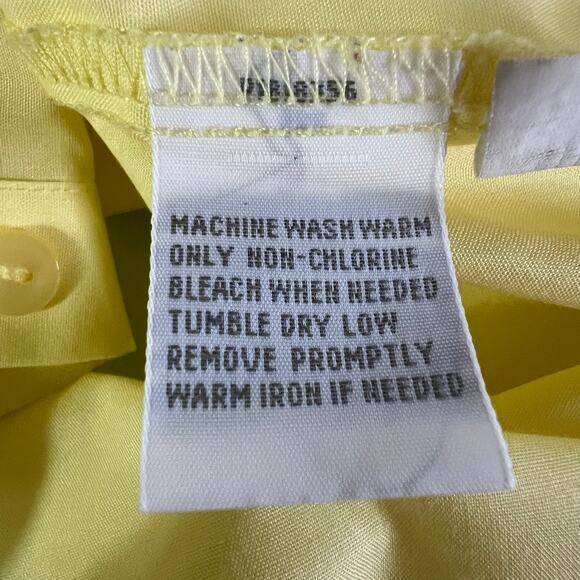 MACHINE WASH WARM
ONLY NON-CHLORINE
BLEACH WHEN NEEDED
TUMBLE DRY LOW
REMOVE PROMPTLY
WARM IRON IF NEEDED